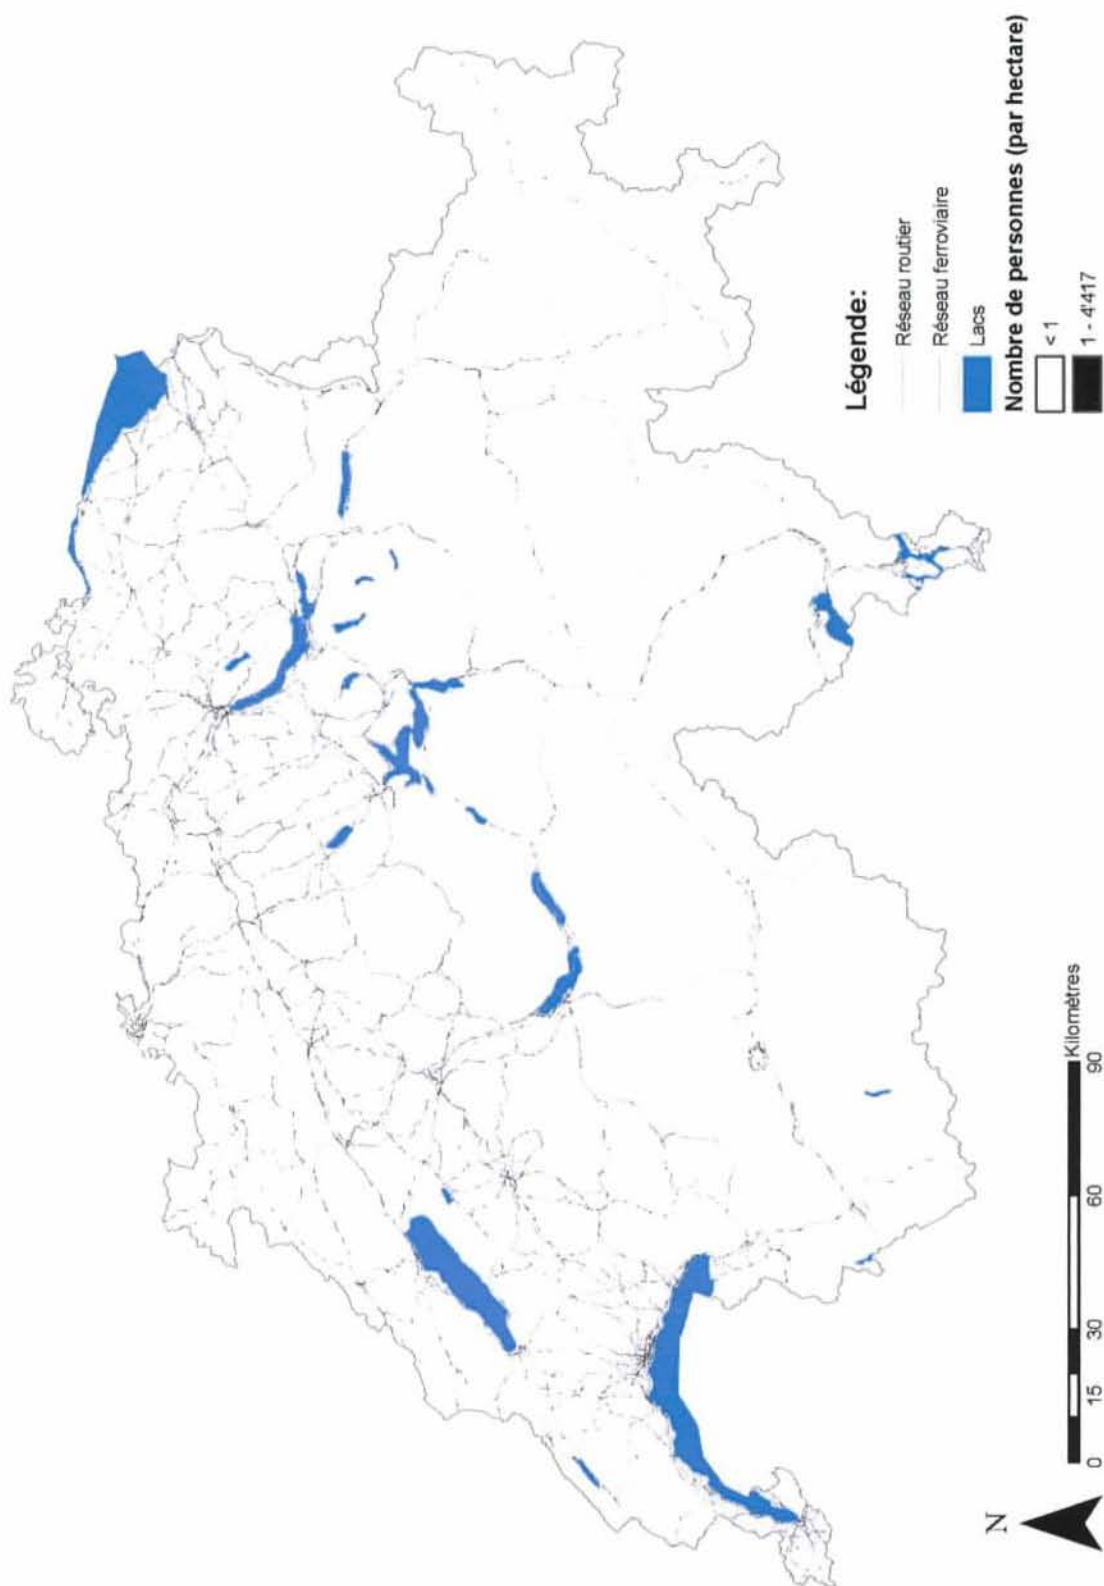 Légende:
Réseau routier
Réseau ferroviaire
Lacs
Nombre de personnes (par hectare)
< 1
1 - 4'417
N
Kilomètres
0 15 30 60 90